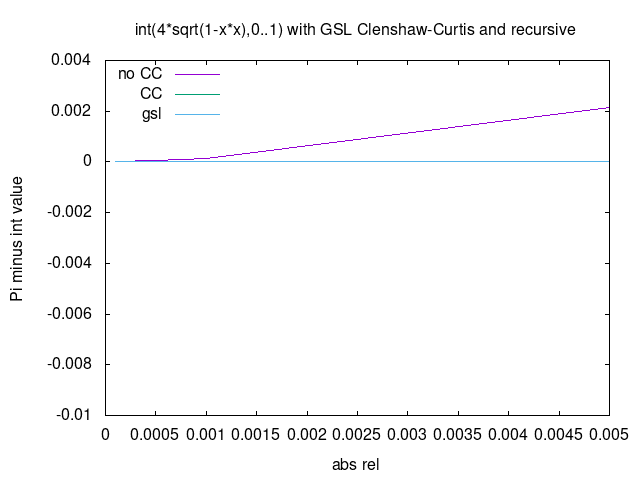 int(4*sqrt(1-x*x),0..1) with GSL Clenshaw-Curtis and recursive
no CC
CC
gsl
0.004
0.002
0
-0.002
-0.004
-0.006
-0.008
-0.01
Pi minus int value
0 0.0005 0.001 0.0015 0.002 0.0025 0.003 0.0035 0.004 0.0045 0.005
abs rel